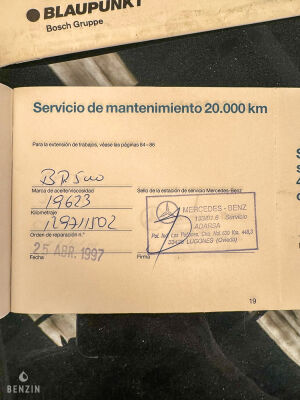 BLAUPUNKT
Bosch Gruppe
Servicio de mantenimiento 20.000 km
Para la extensión de trabajos, véase las páginas 84 - 86
Marca de aceite/viscosidad
19623
Kilometraje
Orden de reparación n.°
25 ABR. 1997
Fecha
Sello de la estación de servicio Mercedes-Benz
MERCEDES - BENZ
Servicio
ADARSA
LUGONES (Oviedo)
Firma
19
BENZIN